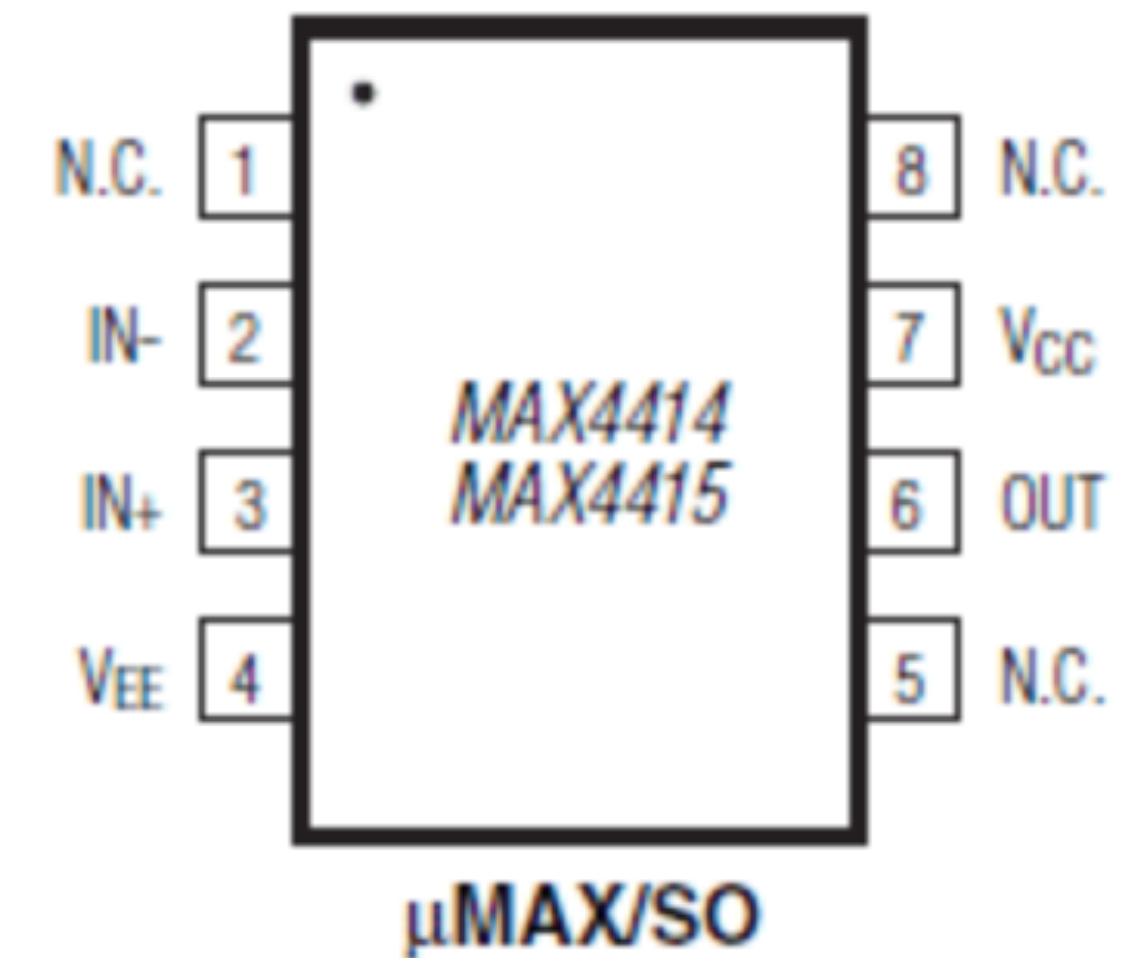 N.C. 1 8 N.C.
IN- 2 7 VCC
MAX4414
MAX4415
IN+ 3 6 OUT
VEE 4 5 N.C.
µMAX/SO